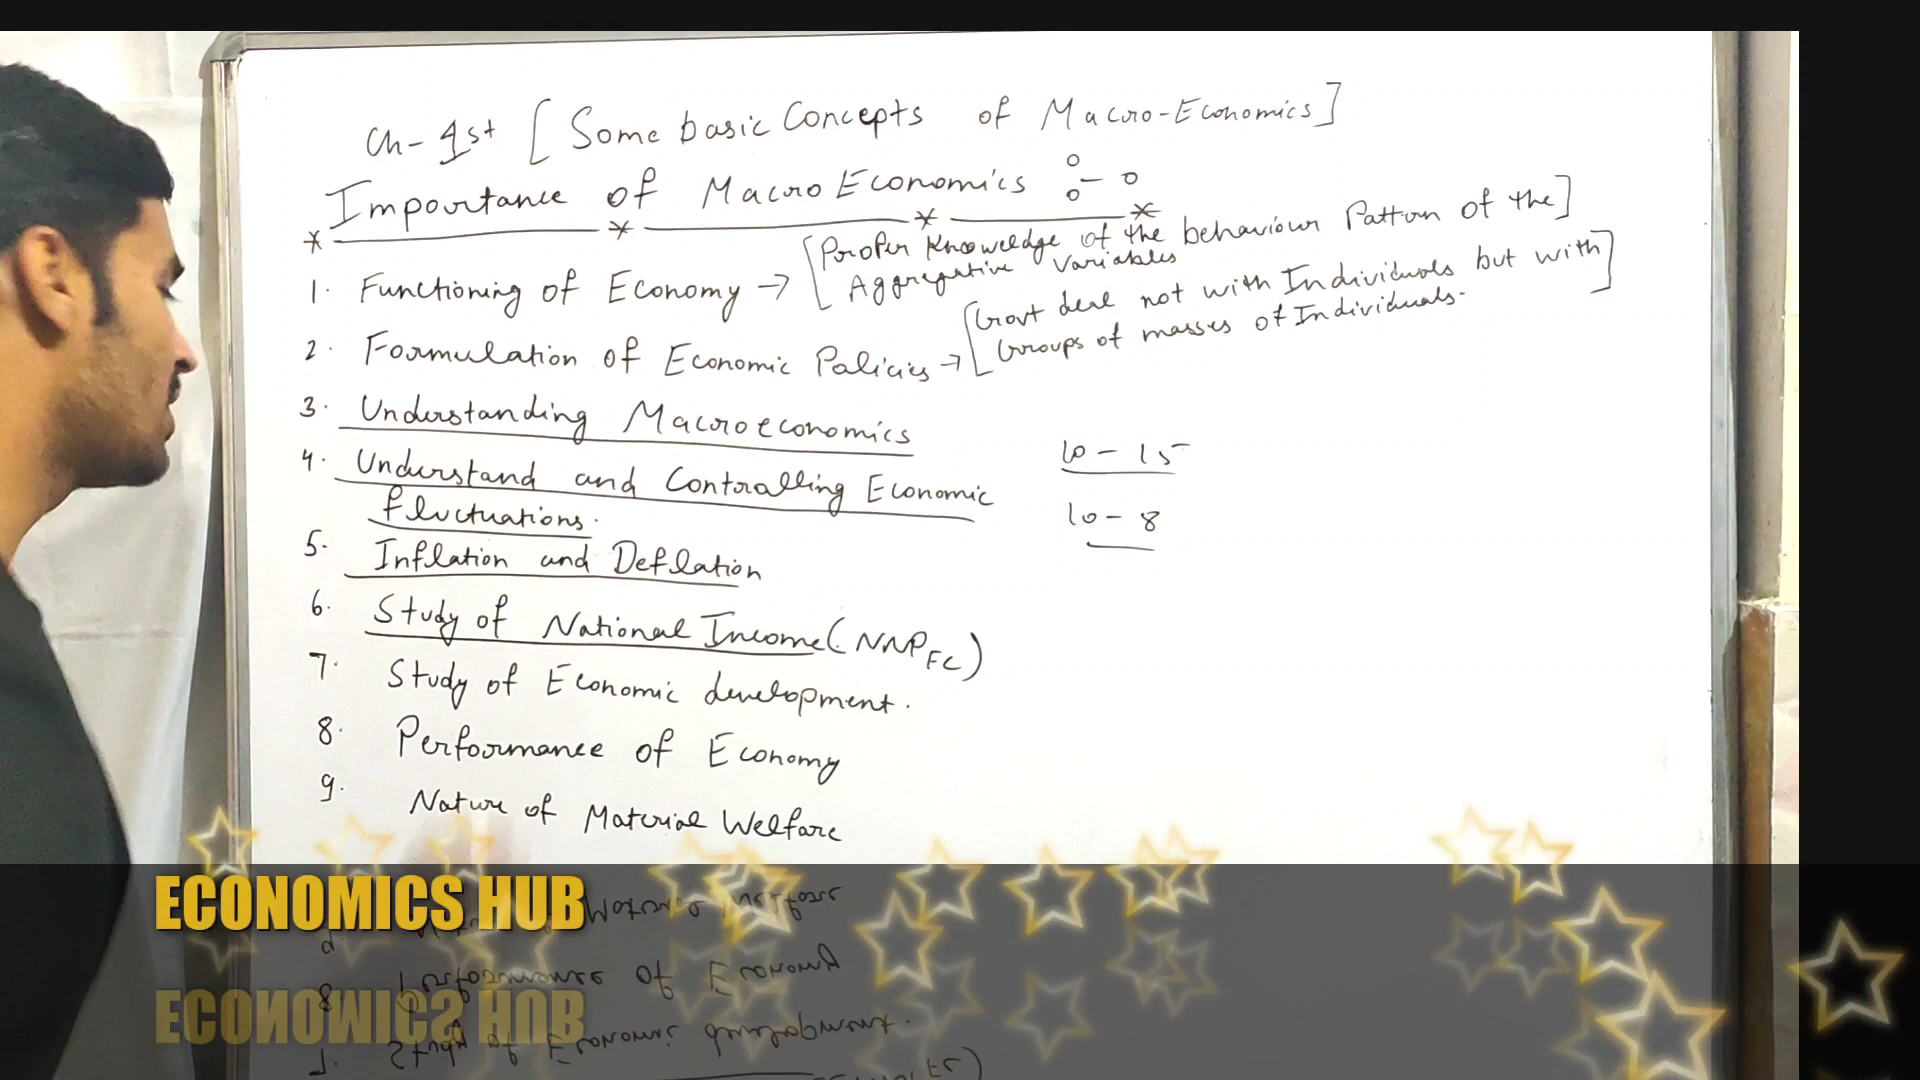 Ch- 1st [Some basic Concepts of Macro-Economics]
Importance of Macro Economics
1. Functioning of Economy → [Proper Knoweldge of the behaviour Pattern of the]
Aggregative Variables
2. Formulation of Economic Policies → [Govt deal not with Individuals but with]
Groups of masses of Individuals.
3. Understanding Macroeconomics
10 - 15
4. Understand and Controlling Economic
fluctuations.
10 - 8
5. Inflation and Deflation
6. Study of National Income (NNP FC)
7. Study of Economic development.
8. Performance of Economy
9. Nature of Material Welfare
ECONOMICS HUB